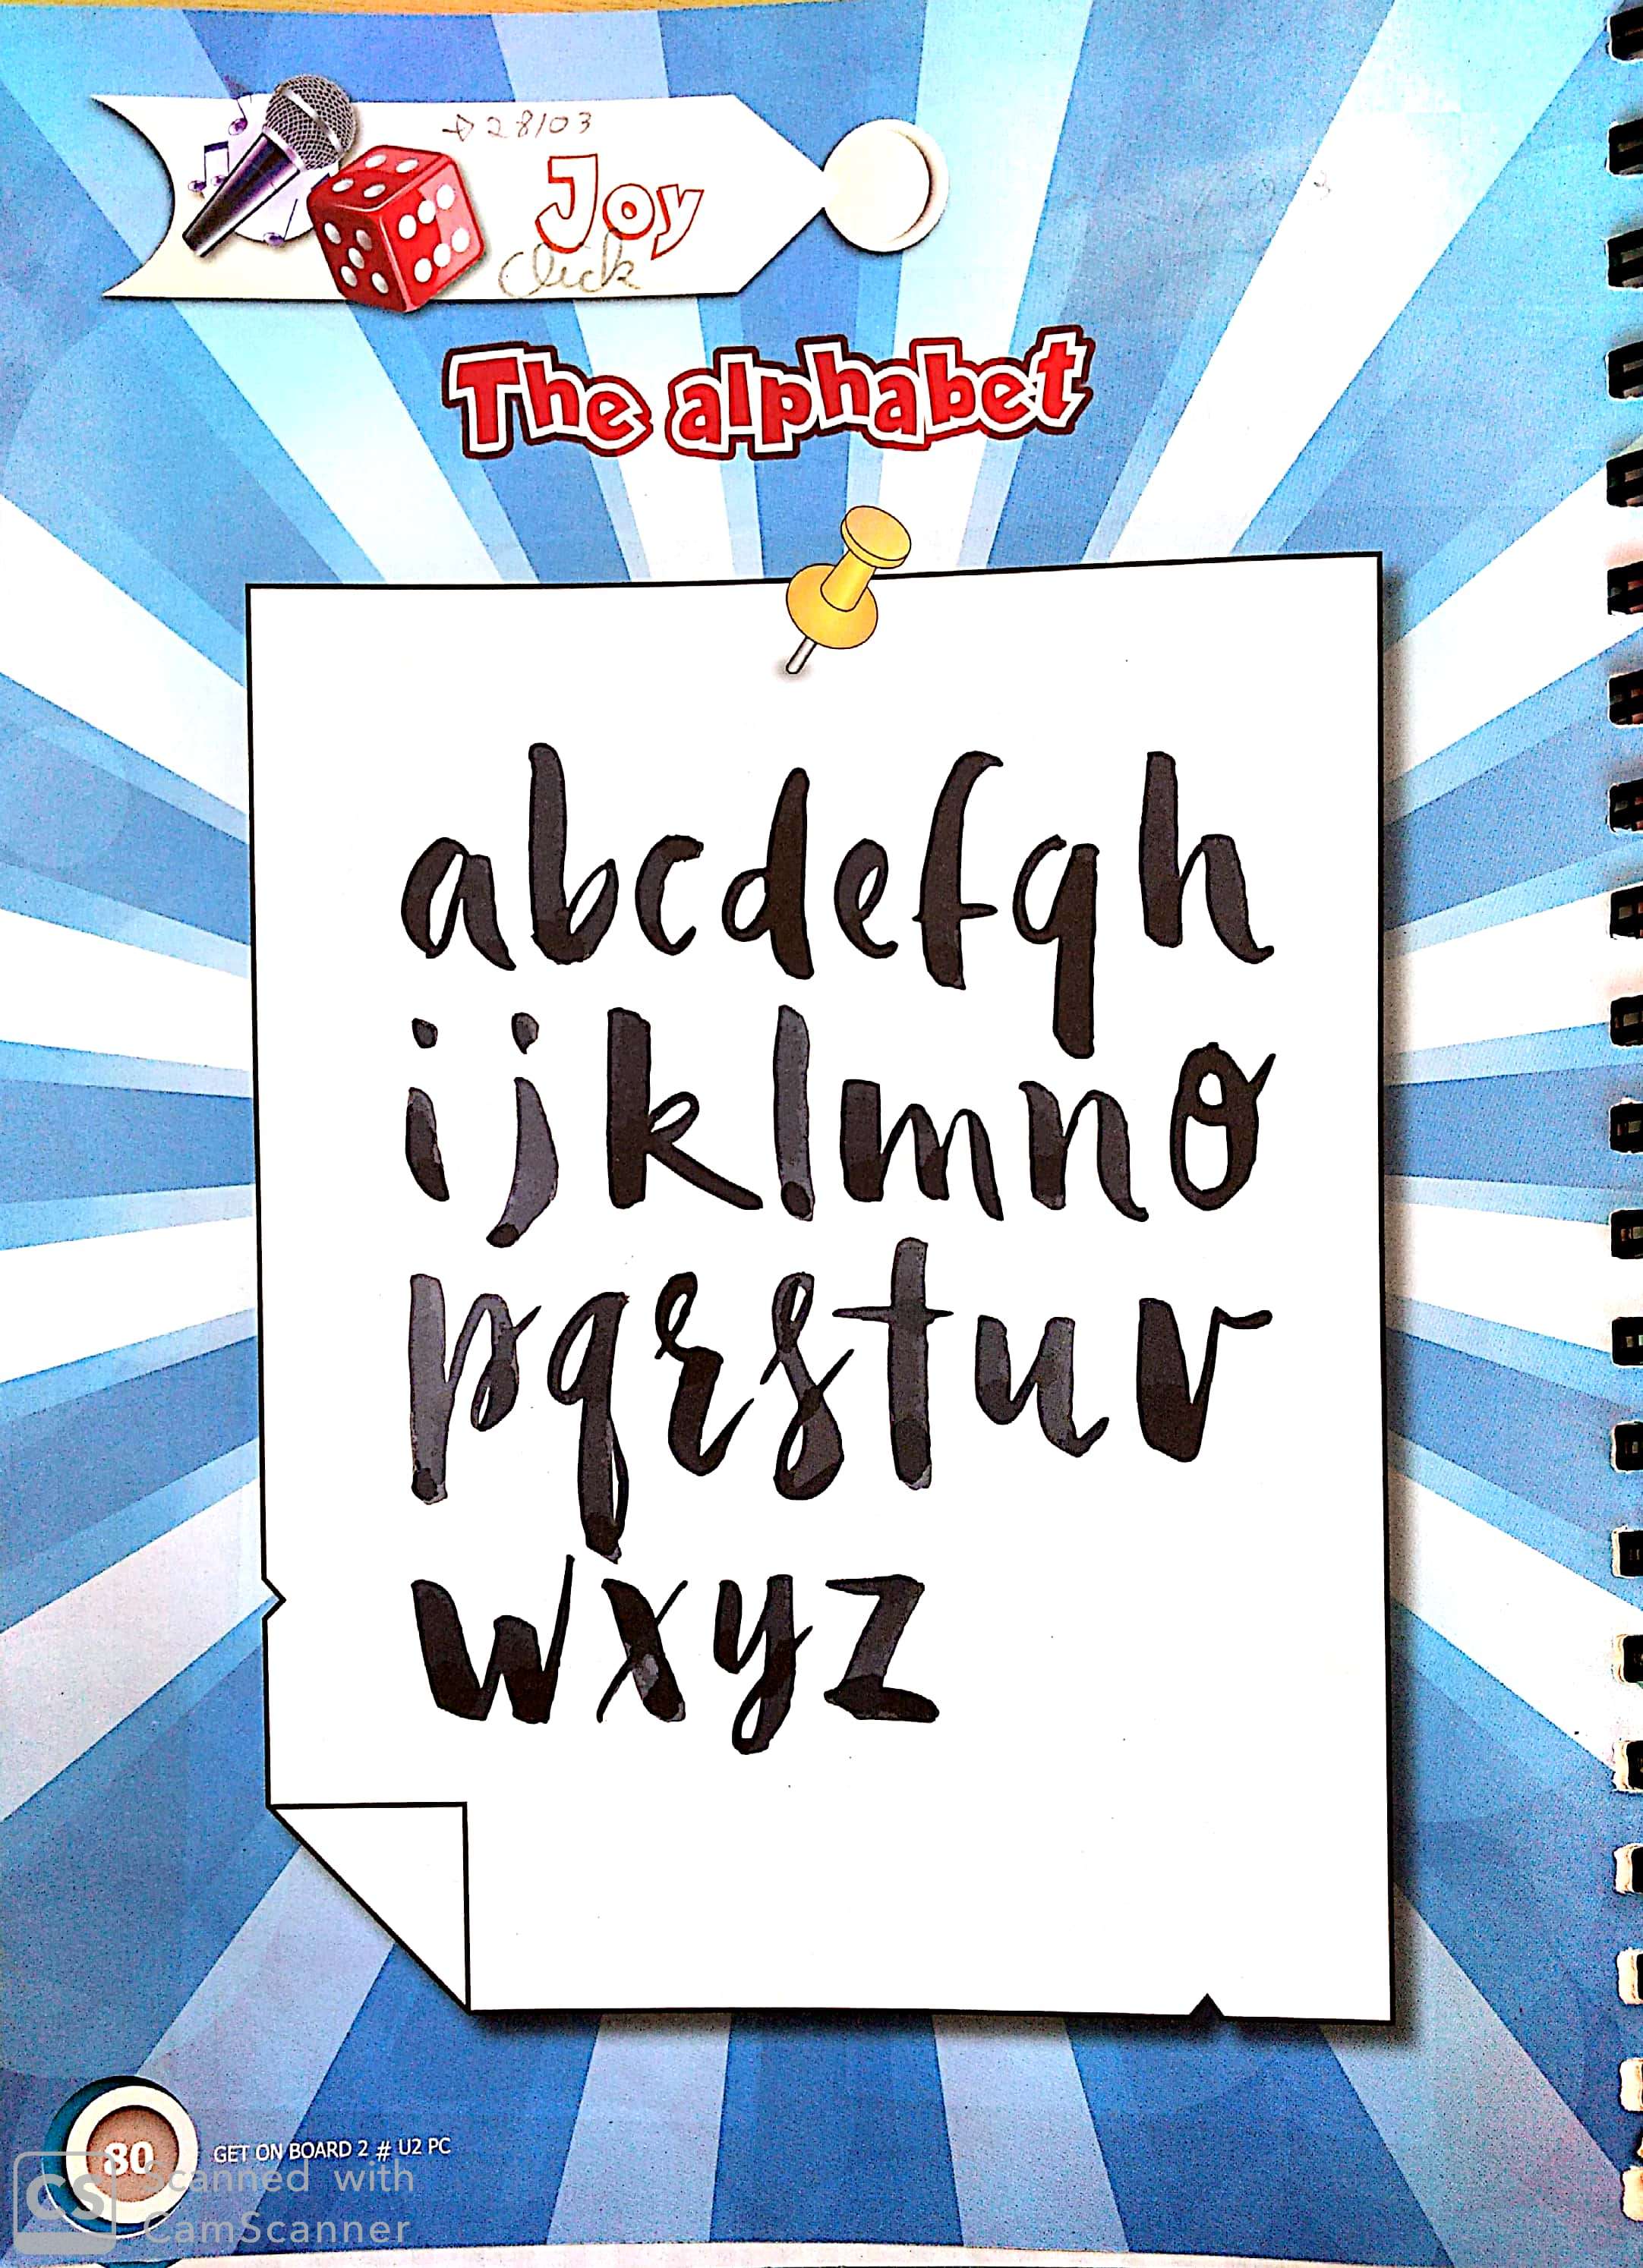 28/03
Joy
Click
The alphabet
abcdefgh
ijklmno
pqrstuv
wxyz
80
GET ON BOARD 2 # U2 PC
CS
Scanned with
CamScanner